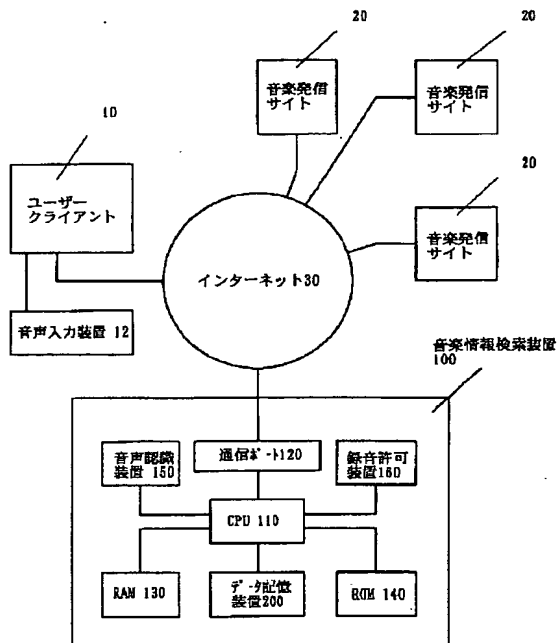 20
20
音楽発信
サイト
音楽発信
サイト
10
20
ユーザー
クライアント
音楽発信
サイト
インターネット30
音声入力装置 12
音楽情報検索装置
100
音声認識
装置 150
通信ポート120
録音許可
装置160
CPU 110
RAM 130
データ記憶
装置200
ROM 140